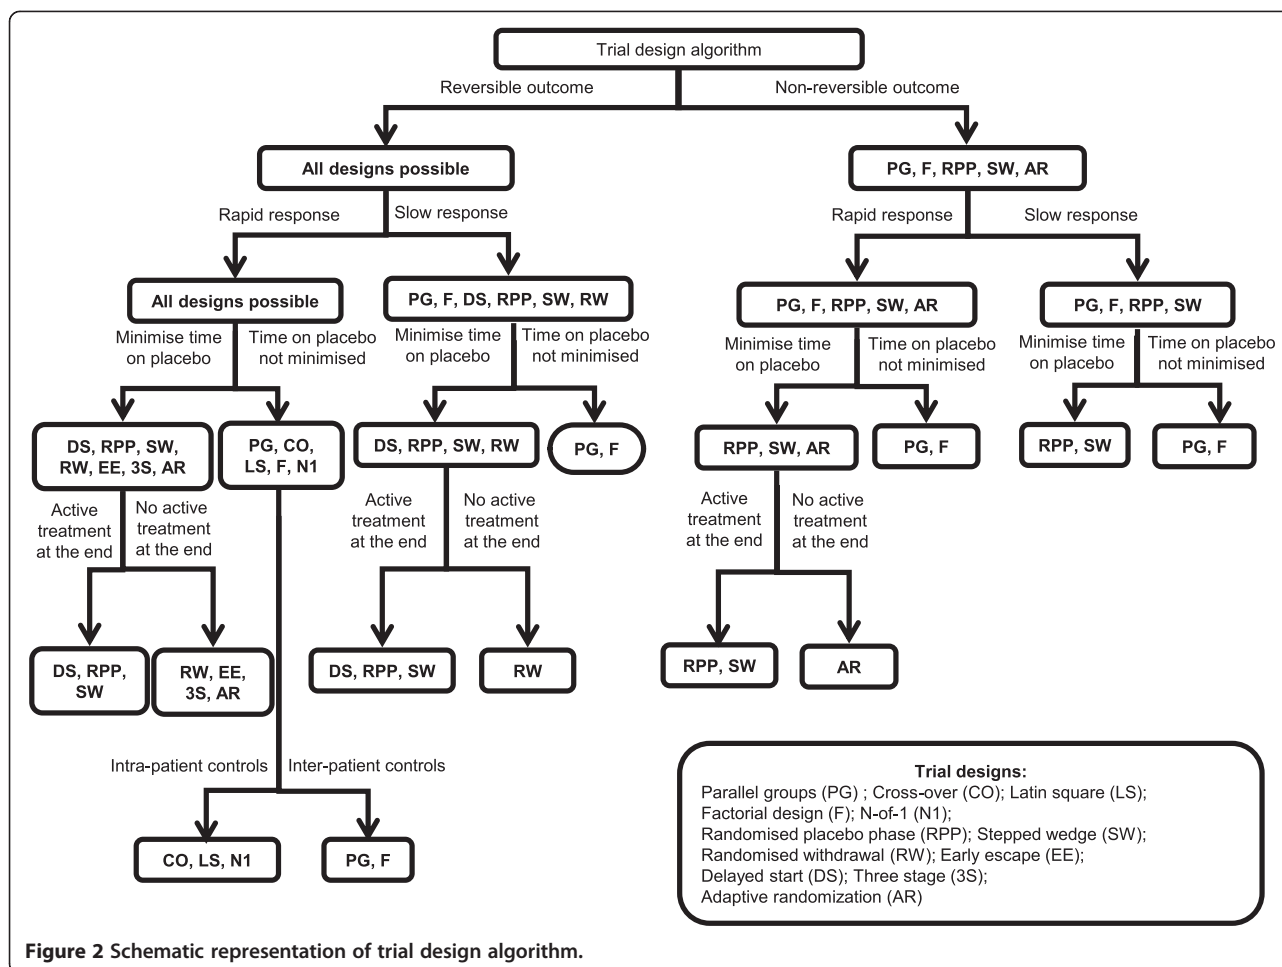 Trial design algorithm
Reversible outcome
Non-reversible outcome
All designs possible
PG, F, RPP, SW, AR
Rapid response
Slow response
Rapid response
Slow response
All designs possible
PG, F, DS, RPP, SW, RW
PG, F, RPP, SW, AR
PG, F, RPP, SW
Minimise time
on placebo
Time on placebo
not minimised
Minimise time
on placebo
Time on placebo
not minimised
Minimise time
on placebo
Time on placebo
not minimised
Minimise time
on placebo
Time on placebo
not minimised
DS, RPP, SW,
RW, EE, 3S, AR
PG, CO,
LS, F, N1
DS, RPP, SW, RW
PG, F
RPP, SW, AR
PG, F
RPP, SW
PG, F
Active
treatment
at the end
No active
treatment
at the end
Active
treatment
at the end
No active
treatment
at the end
Active
treatment
at the end
No active
treatment
at the end
DS, RPP,
SW
RW, EE,
3S, AR
DS, RPP, SW
RW
RPP, SW
AR
Intra-patient controls
Inter-patient controls
CO, LS, N1
PG, F
Trial designs:
Parallel groups (PG) ; Cross-over (CO); Latin square (LS);
Factorial design (F); N-of-1 (N1);
Randomised placebo phase (RPP); Stepped wedge (SW);
Randomised withdrawal (RW); Early escape (EE);
Delayed start (DS); Three stage (3S);
Adaptive randomization (AR)
Figure 2 Schematic representation of trial design algorithm.